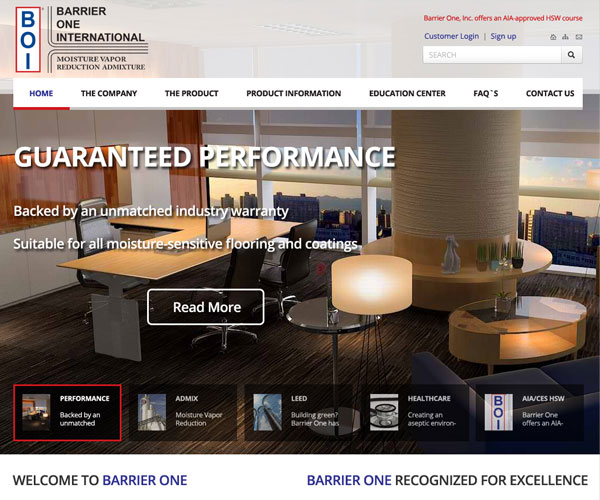 BOI
BARRIER
ONE
INTERNATIONAL
MOISTURE VAPOR
REDUCTION ADMIXTURE
Barrier One, Inc. offers an AIA-approved HSW course
Customer Login | Sign up
SEARCH
HOME THE COMPANY THE PRODUCT PRODUCT INFORMATION EDUCATION CENTER FAQ`S CONTACT US
GUARANTEED PERFORMANCE
Backed by an unmatched industry warranty
Suitable for all moisture-sensitive flooring and coatings
Read More
PERFORMANCE
Backed by an
unmatched
ADMIX
Moisture Vapor
Reduction
LEED
Building green?
Barrier One has
HEALTHCARE
Creating an
aseptic environ-
BOI
AIA/CES HSW
Barrier One
offers an AIA-
WELCOME TO BARRIER ONE
BARRIER ONE RECOGNIZED FOR EXCELLENCE